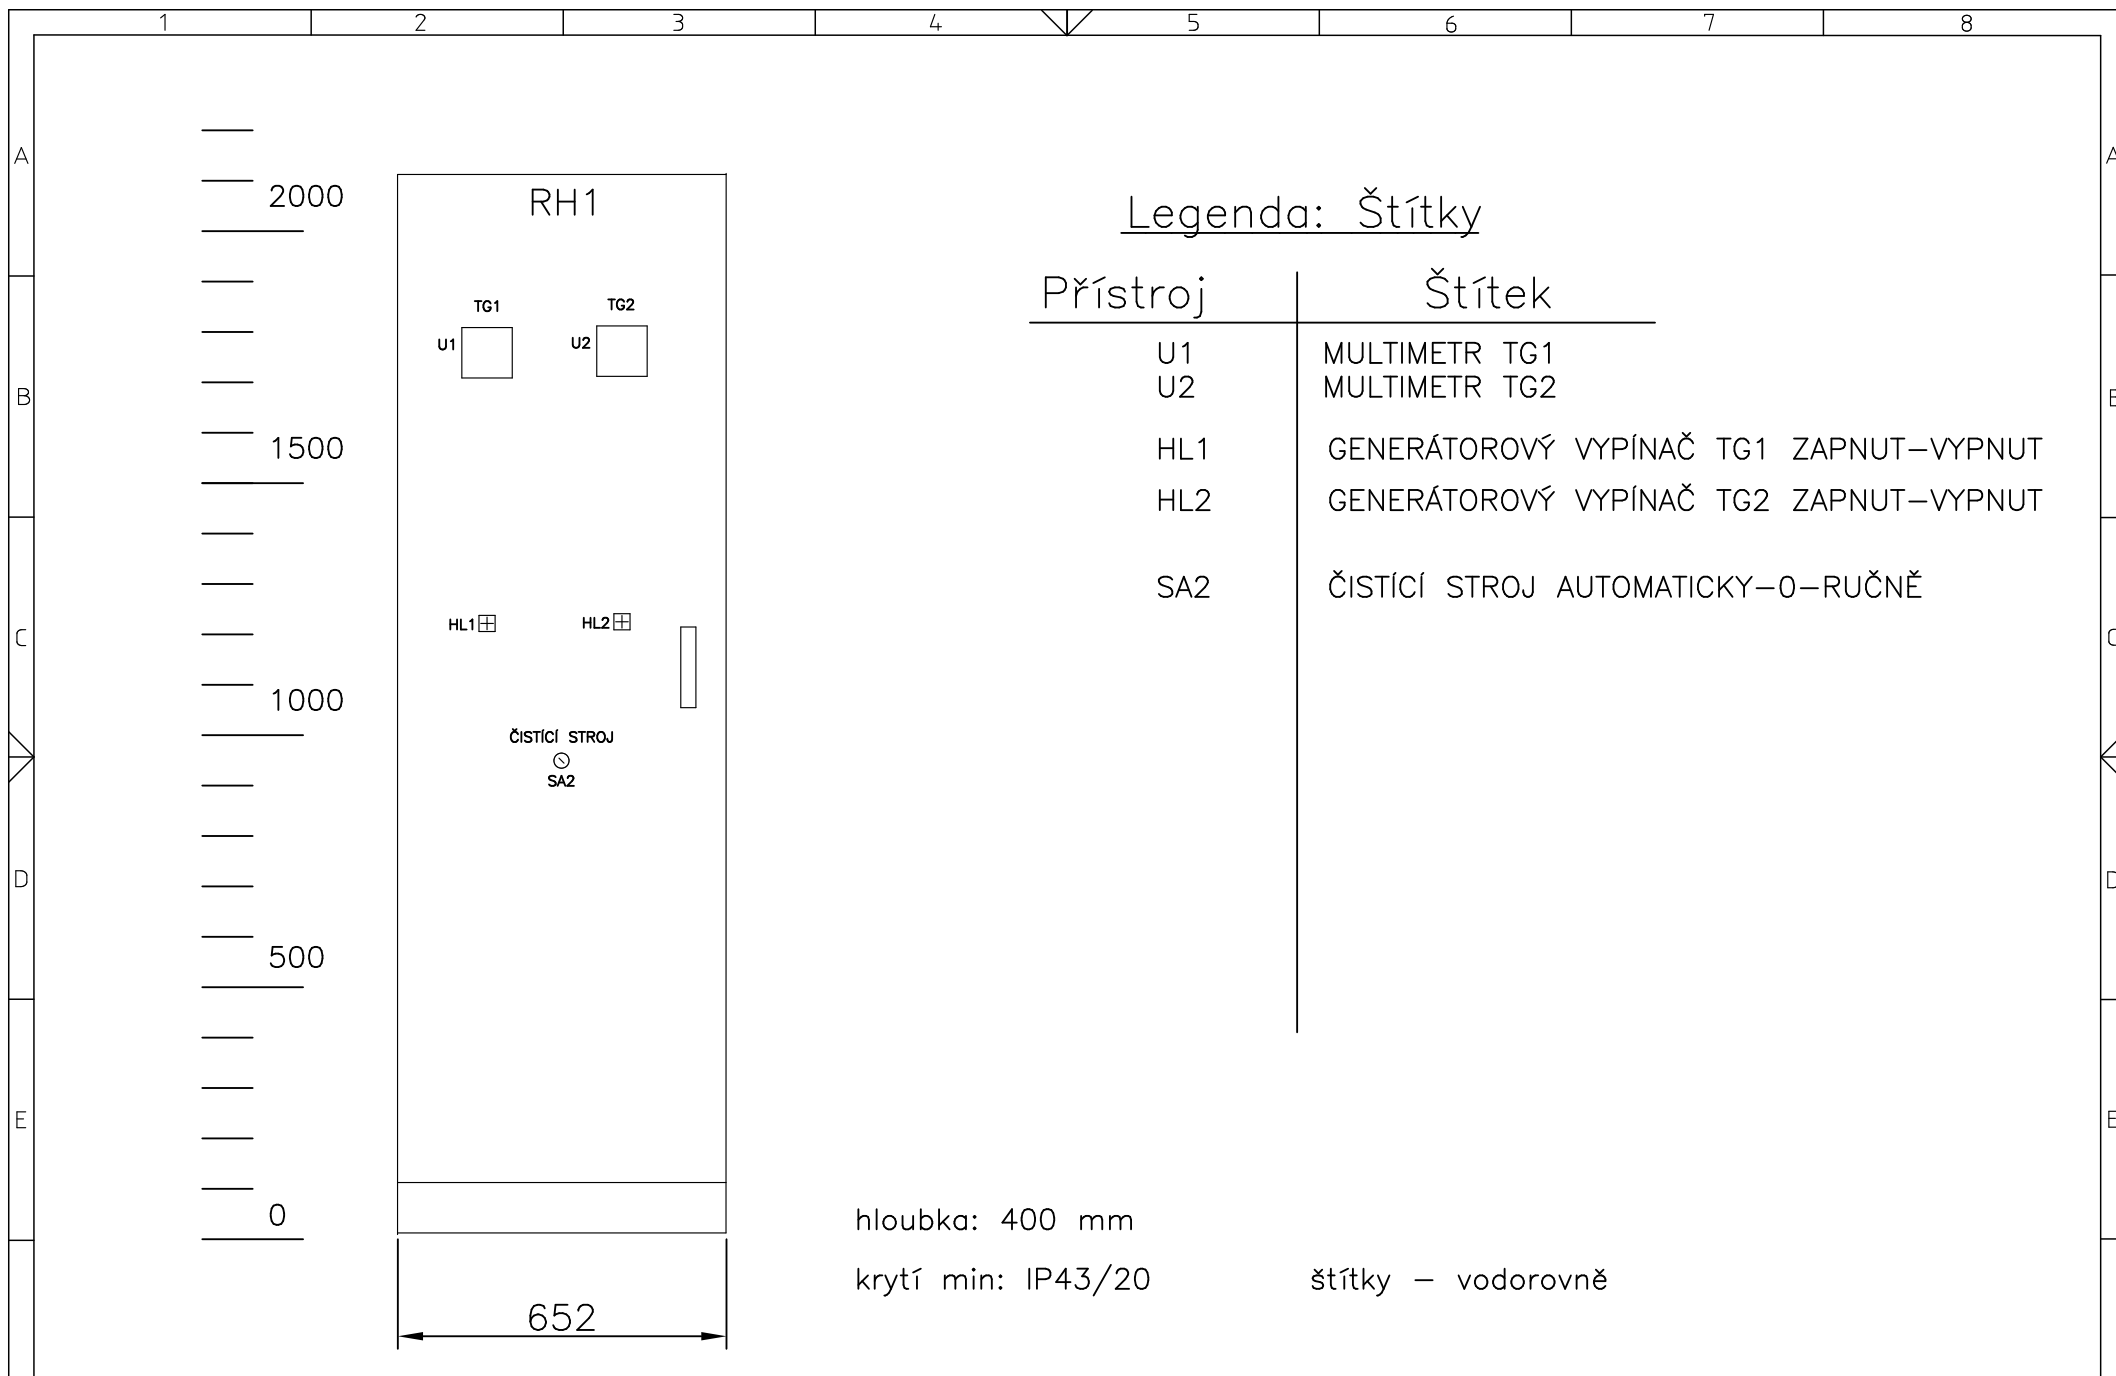 1 2 3 4 5 6 7 8
A A
2000
RH1
Legenda: Štítky
Přístroj Štítek
TG1 TG2
U1 U2
U1 MULTIMETR TG1
U2 MULTIMETR TG2
B B
1500
HL1 GENERÁTOROVÝ VYPÍNAČ TG1 ZAPNUT–VYPNUT
HL2 GENERÁTOROVÝ VYPÍNAČ TG2 ZAPNUT–VYPNUT
SA2 ČISTÍCÍ STROJ AUTOMATICKY–0–RUČNĚ
HL1 HL2
C C
1000
ČISTÍCÍ STROJ
SA2
D D
500
E E
0
hloubka: 400 mm
krytí min: IP43/20 štítky – vodorovně
652